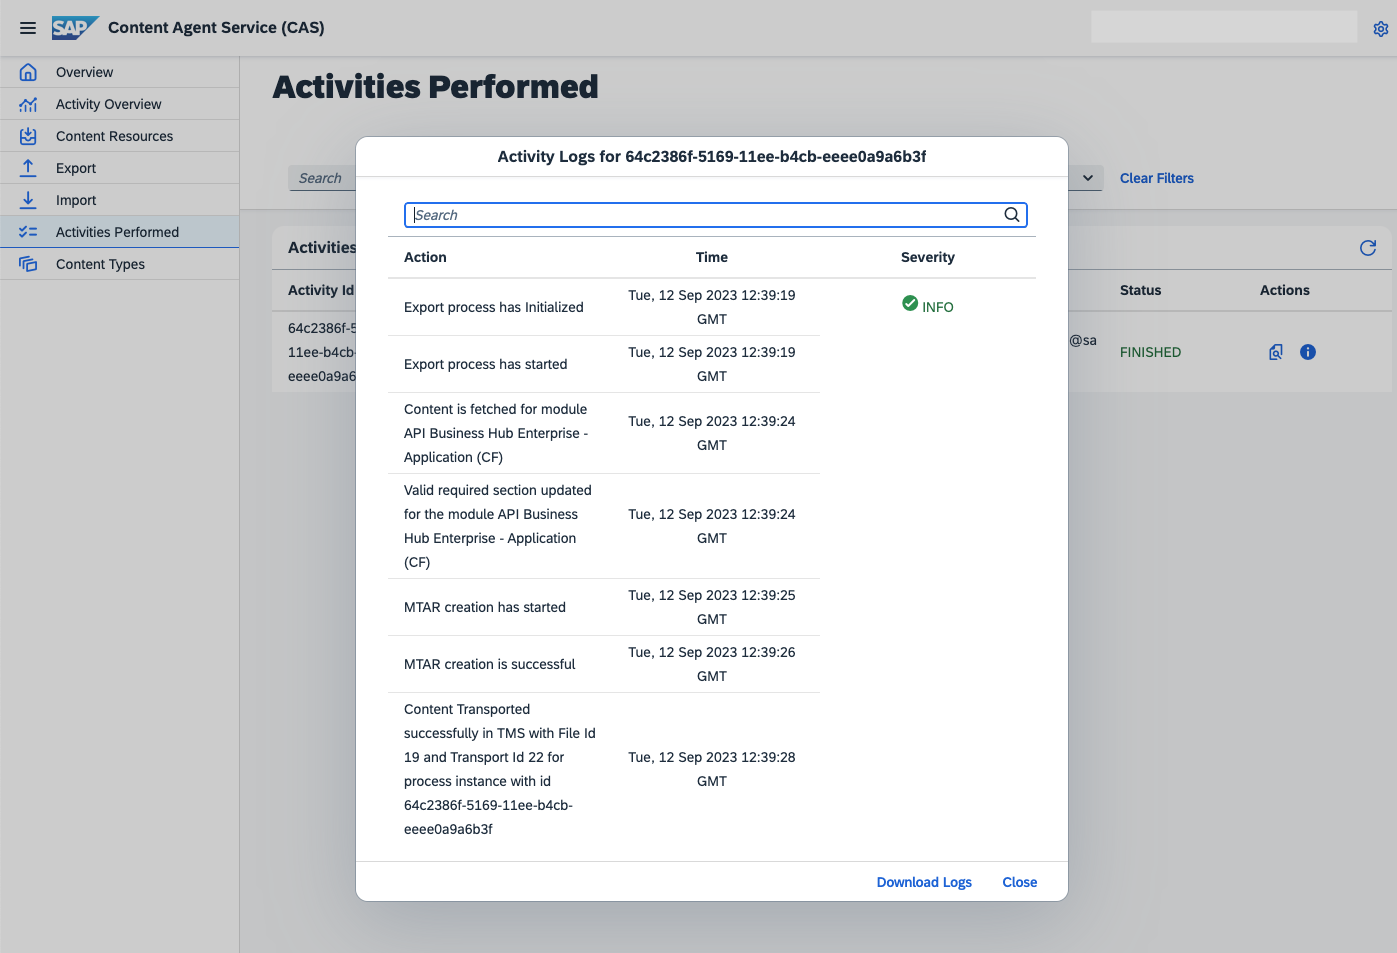 SAP Content Agent Service (CAS)
Overview
Activity Overview
Content Resources
Export
Import
Activities Performed
Content Types
Activities Performed
Search
Clear Filters
Activities
Activity Id
Status
Actions
64c2386f-5
11ee-b4cb-
eeee0a9a6
@sa
FINISHED
Activity Logs for 64c2386f-5169-11ee-b4cb-eeee0a9a6b3f
Search
Action Time Severity
Export process has Initialized
Tue, 12 Sep 2023 12:39:19
GMT
INFO
Export process has started
Tue, 12 Sep 2023 12:39:19
GMT
Content is fetched for module
API Business Hub Enterprise -
Application (CF)
Tue, 12 Sep 2023 12:39:24
GMT
Valid required section updated
for the module API Business
Hub Enterprise - Application
(CF)
Tue, 12 Sep 2023 12:39:24
GMT
MTAR creation has started
Tue, 12 Sep 2023 12:39:25
GMT
MTAR creation is successful
Tue, 12 Sep 2023 12:39:26
GMT
Content Transported
successfully in TMS with File Id
19 and Transport Id 22 for
process instance with id
64c2386f-5169-11ee-b4cb-
eeee0a9a6b3f
Tue, 12 Sep 2023 12:39:28
GMT
Download Logs Close